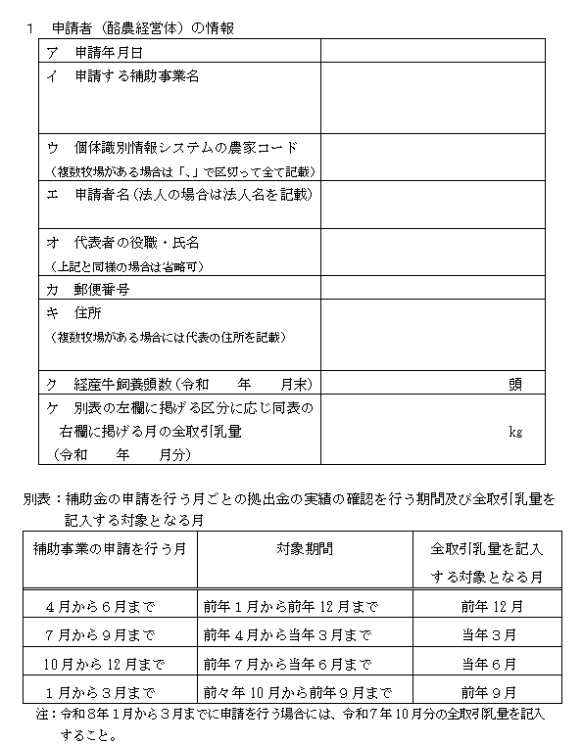 １　申請者（酪農経営体）の情報
ア　申請年月日
イ　申請する補助事業名
ウ　個体識別情報システムの農家コード
（複数牧場がある場合は「、」で区切って全て記載）
エ　申請者名（法人の場合は法人名を記載）
オ　代表者の役職・氏名
（上記と同様の場合は省略可）
カ　郵便番号
キ　住所
（複数牧場がある場合には代表の住所を記載）
ク　経産牛飼養頭数（令和　　年　　月末）　頭
ケ　別表の左欄に掲げる区分に応じ同表の
右欄に掲げる月の全取引乳量　kg
（令和　　年　　月分）
別表：補助金の申請を行う月ごとの拠出金の実績の確認を行う期間及び全取引乳量を
記入する対象となる月
補助事業の申請を行う月　対象期間　全取引乳量を記入
する対象となる月
４月から６月まで　前年１月から前年12月まで　前年12月
７月から９月まで　前年４月から当年３月まで　当年３月
10月から12月まで　前年７月から当年６月まで　当年６月
１月から３月まで　前々年10月から前年９月まで　前年９月
注：令和８年１月から３月までに申請を行う場合には、令和７年10月分の全取引乳量を記入
すること。